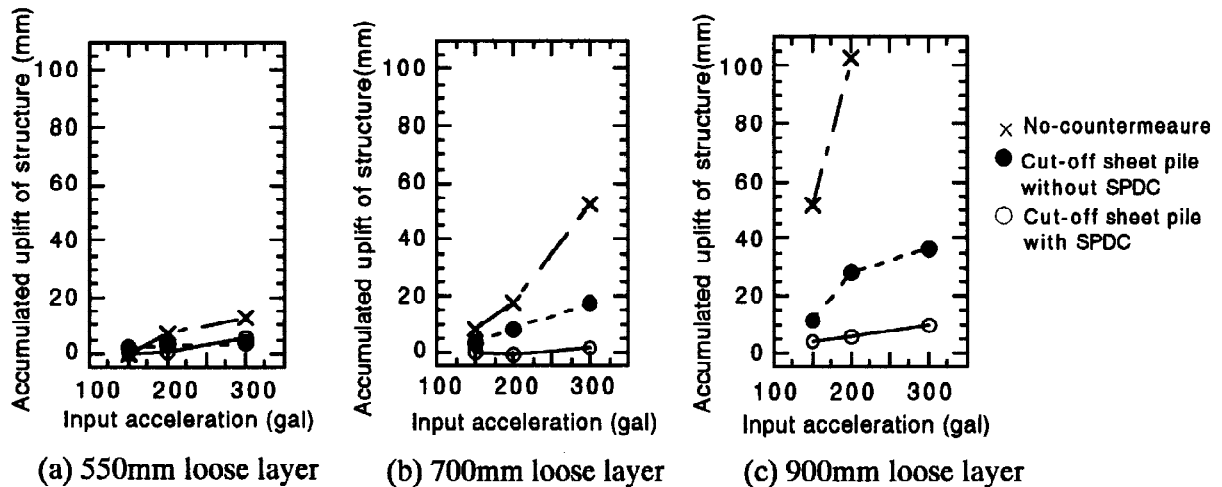 Accumulated uplift of structure (mm)
100
80
60
40
20
0
100 200 300
Input acceleration (gal)
(a) 550mm loose layer
Accumulated uplift of structure(mm)
100
80
60
40
20
0
100 200 300
Input acceleration (gal)
(b) 700mm loose layer
Accumulated uplift of structure (mm)
100
80
60
40
20
0
100 200 300
Input acceleration (gal)
(c) 900mm loose layer
No-countermeaure
Cut-off sheet pile
without SPDC
Cut-off sheet pile
with SPDC